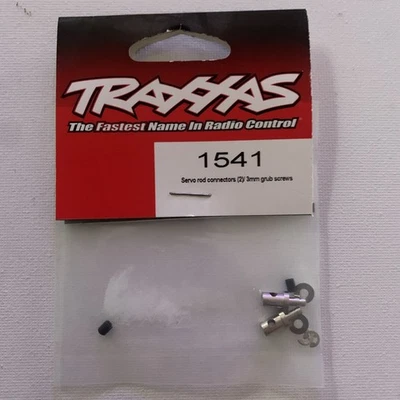 TRAXXAS
The Fastest Name In Radio Control
1541
Servo rod connectors (2)/ 3mm grub screws